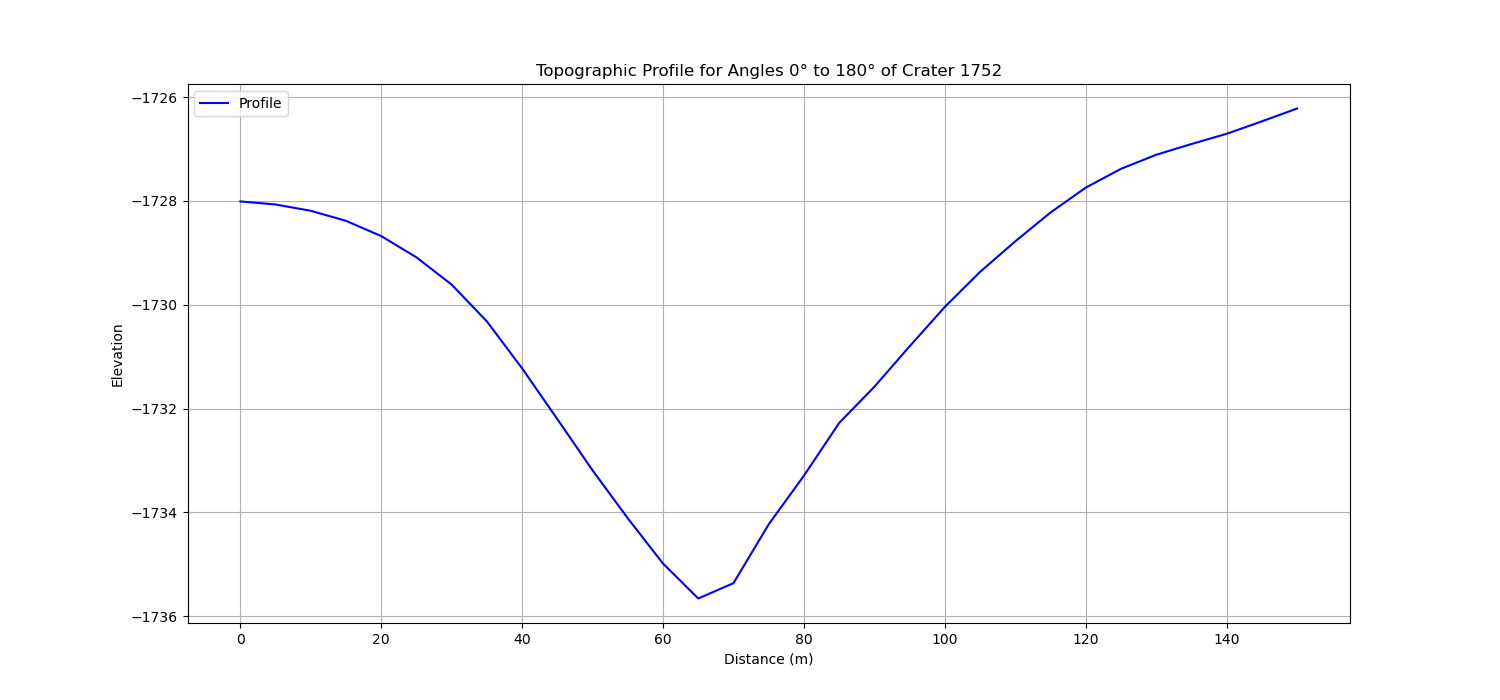 Topographic Profile for Angles 0° to 180° of Crater 1752
Profile
−1726
−1728
−1730
−1732
−1734
−1736
Elevation
0 20 40 60 80 100 120 140
Distance (m)